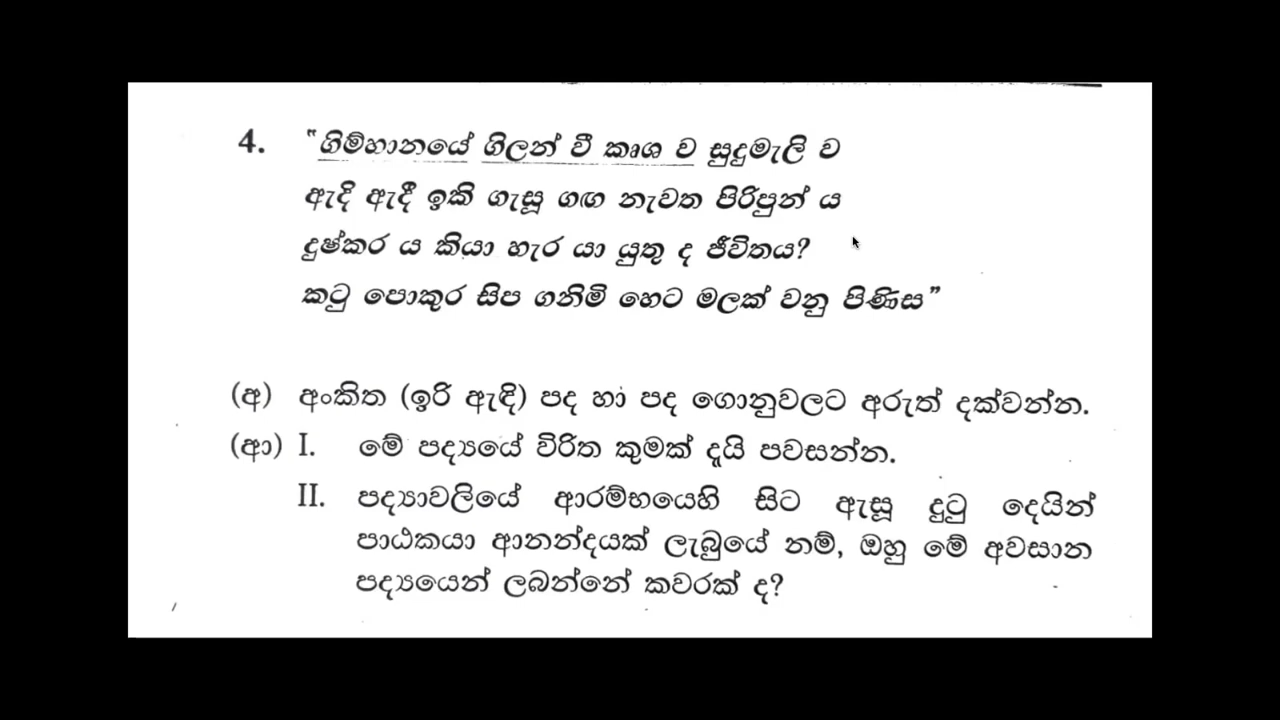 4. "ගිම්හානයේ ගිලන් වී කෘශ ව සුදුමැලි ව
ඇදි ඇදී ඉකි ගැසූ ගඟ නැවත පිරිපුන් ය
දුෂ්කර ය කියා හැර යා යුතු ද ජීවිතය?
කටු පොකුර සිප ගනිමි හෙට මලක් වනු පිණිස"
(අ) අංකිත (ඉරි ඇඳි) පද හා පද ගොනුවලට අරුත් දක්වන්න.
(ආ) I. මේ පද්‍යයේ විරිත කුමක් දැයි පවසන්න.
II. පද්‍යාවලියේ ආරම්භයෙහි සිට ඇසූ දුටු දෙයින්
පාඨකයා ආනන්දයක් ලැබුයේ නම්, ඔහු මේ අවසාන
පද්‍යයෙන් ලබන්නේ කවරක් ද?